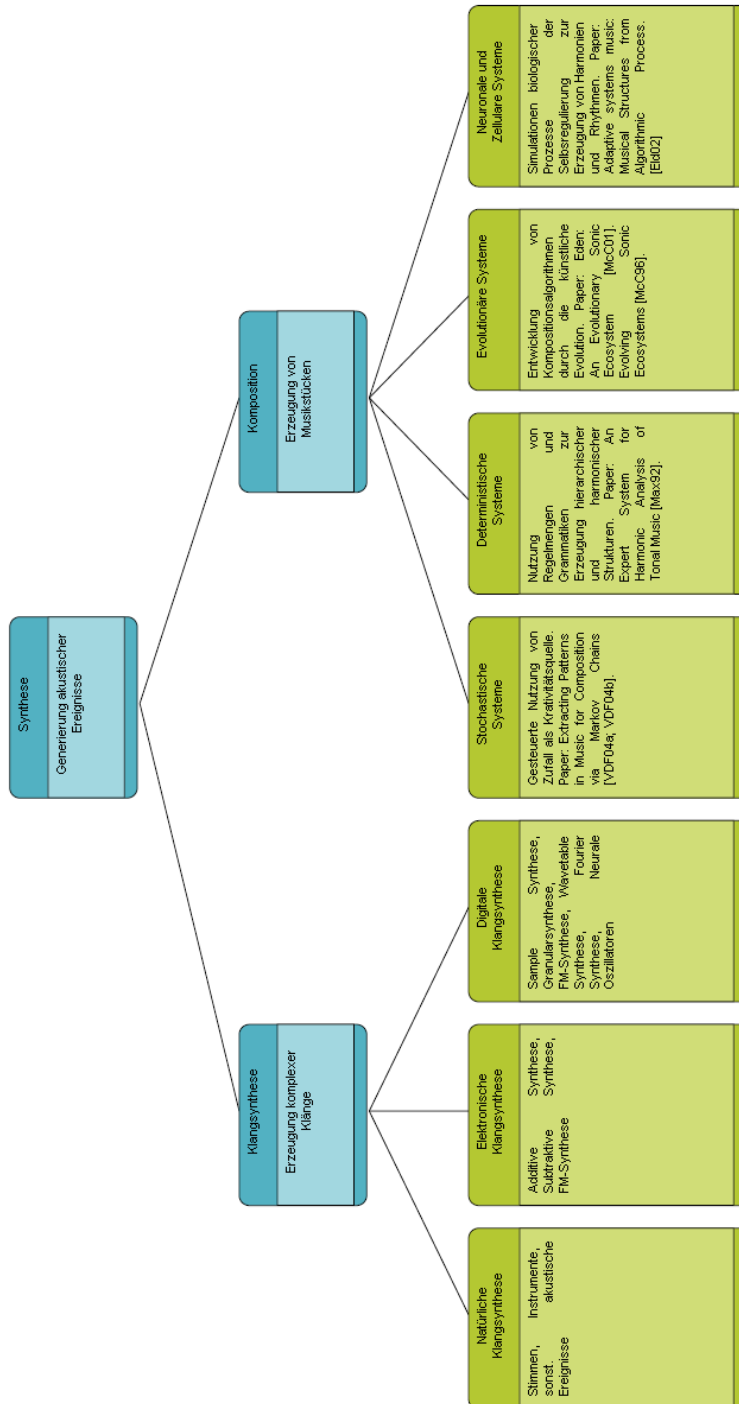 Synthese
Generierung akustischer
Ereignisse
Klangsynthese
Erzeugung komplexer
Klänge
Komposition
Erzeugung von
Musikstücken
Natürliche
Klangsynthese
Stimmen, Instrumente,
sonst. akustische
Ereignisse
Elektronische
Klangsynthese
Additive Synthese,
Subtraktive Synthese,
FM-Synthese
Digitale
Klangsynthese
Sample Synthese,
Granularsynthese,
FM-Synthese, Wavetable
Synthese, Fourier
Synthese, Neurale
Oszillatoren
Stochastische
Systeme
Gesteuerte Nutzung von
Zufall als Krativitätsquelle.
Paper: Extracting Patterns
in Music for Composition
via Markov Chains
[VDF04a; VDF04b].
Deterministische
Systeme
Nutzung von
Regelmengen und
Grammatiken zur
Erzeugung hierarchischer
und harmonischer
Strukturen. Paper: An
Expert System for
Harmonic Analysis of
Tonal Music [Max92].
Evolutionäre Systeme
Entwicklung von
Kompositionsalgorithmen
durch die künstliche
Evolution. Paper: Eden:
An Evolutionary Sonic
Ecosystem [McC01].
Evolving Sonic
Ecosystems [McC96].
Neuronale und
Zellulare Systeme
Simulationen biologischer
Prozesse der
Selbsregulierung zur
Erzeugung von Harmonien
und Rhythmen. Paper:
Adaptive systems music:
Musical Structures from
Algorithmic Process.
[Eld02]